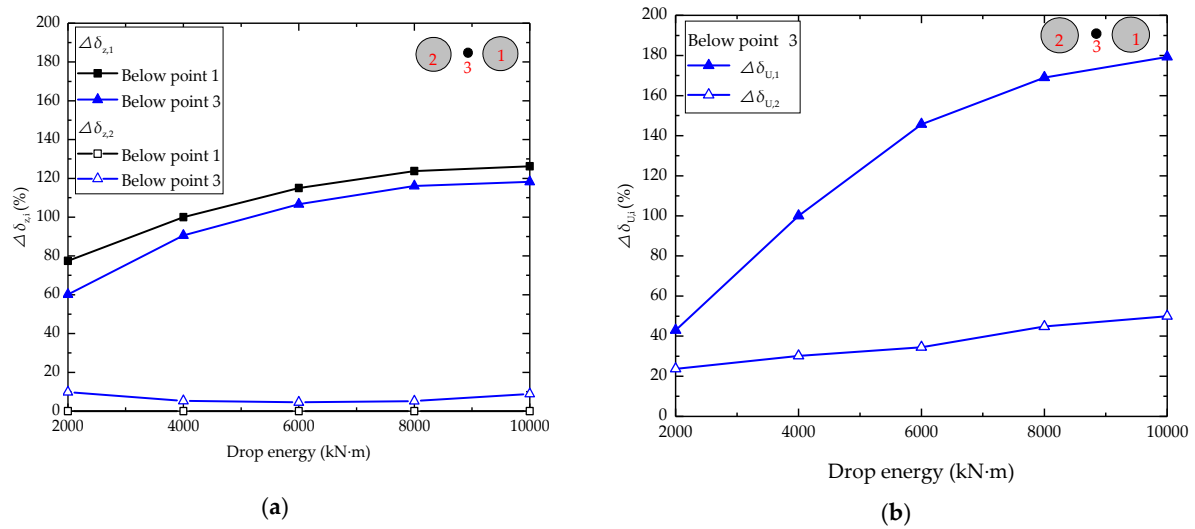 200
180
160
140
120
100
80
60
40
20
0
Δδz,i (%)
Δδz,1
Below point 1
Below point 3
Δδz,2
Below point 1
Below point 3
2 3 1
2000 4000 6000 8000 10000
Drop energy (kN·m)
(a)
200
180
160
140
120
100
80
60
40
20
0
ΔδU,i (%)
Below point 3
ΔδU,1
ΔδU,2
2 3 1
2000 4000 6000 8000 10000
Drop energy (kN·m)
(b)